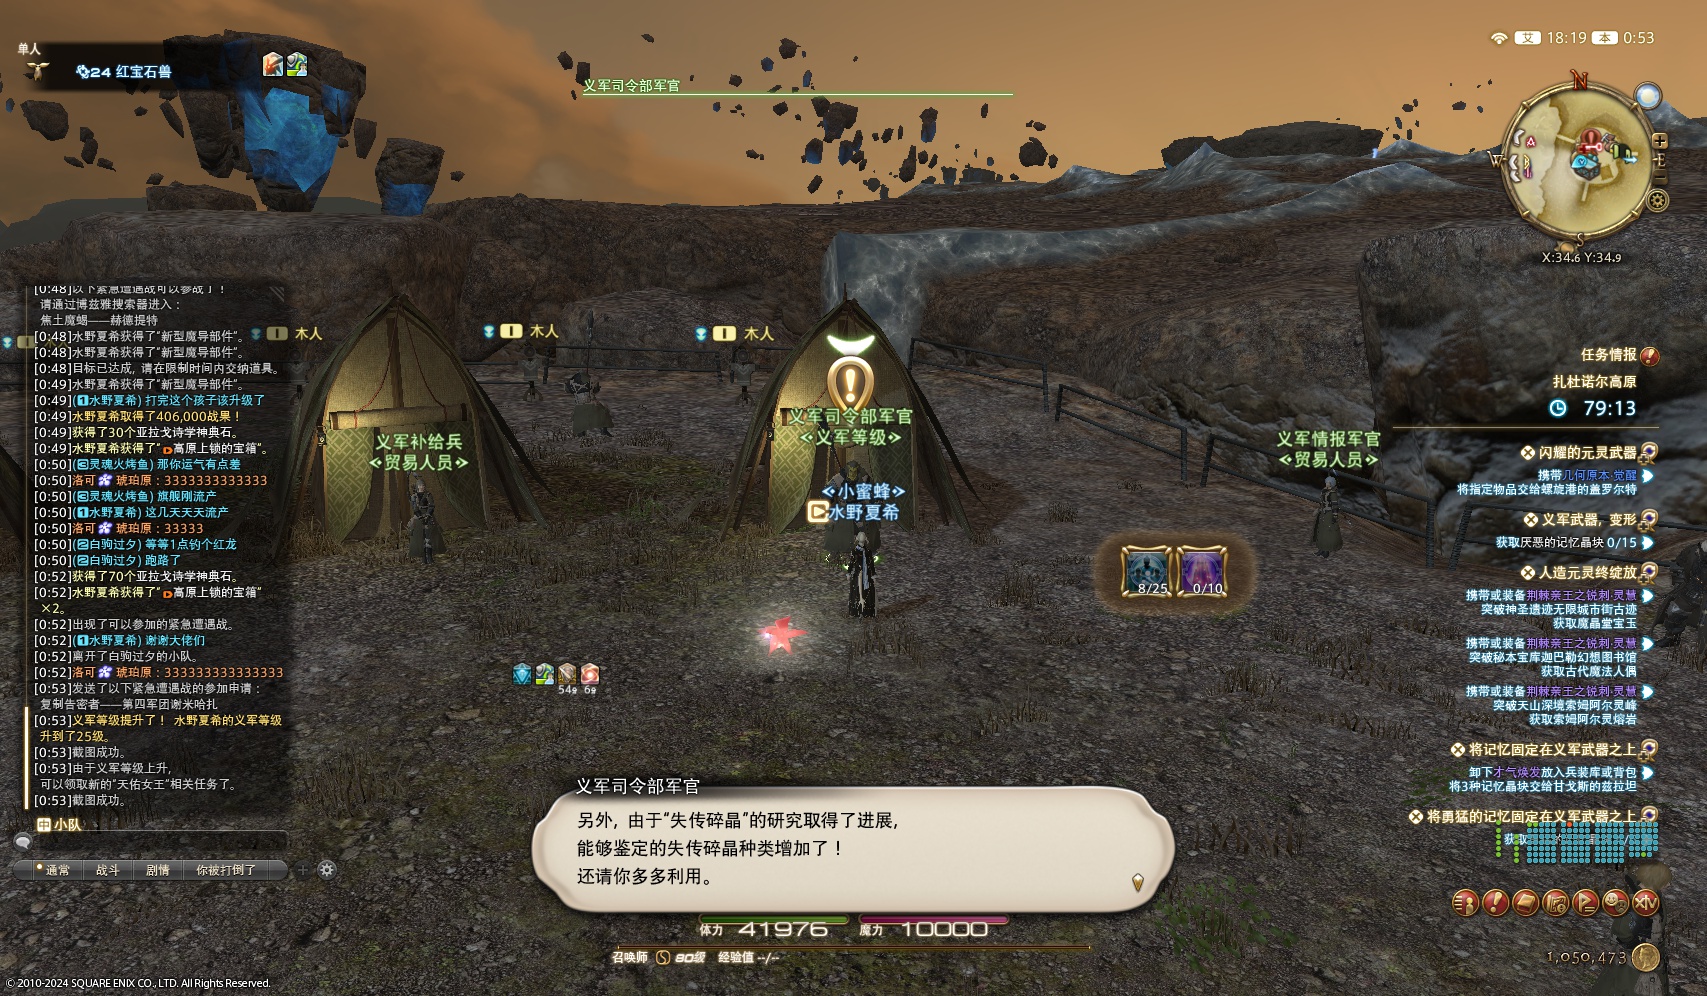 单人
24 红宝石兽
义军司令部军官
艾 18:19 本 0:53
N
W
E
S
X:34.6 Y:34.9
[0:48]以下紧急遭遇战可以参战了！
请通过博兹雅搜索器进入：
焦土魔蝎——赫德提特
[0:48]水野夏希获得了“新型魔导部件”。
[0:48]水野夏希获得了“新型魔导部件”。
[0:48]目标已达成，请在限制时间内交纳道具。
[0:49]水野夏希获得了“新型魔导部件”。
[0:49](1水野夏希) 打完这个孩子该升级了
[0:49]水野夏希取得了406,000战果！
[0:49]获得了30个亚拉戈诗学神典石。
[0:49]水野夏希获得了“高原上锁的宝箱”。
[0:50](3灵魂火烤鱼) 那你运气有点差
[0:50]洛可 琥珀原：3333333333333
[0:50](3灵魂火烤鱼) 旗舰刚流产
[0:50](1水野夏希) 这几天天天流产
[0:50]洛可 琥珀原：33333
[0:50](2白驹过夕) 等等1点钓个红龙
[0:50](2白驹过夕) 跑路了
[0:52]获得了70个亚拉戈诗学神典石。
[0:52]水野夏希获得了“高原上锁的宝箱”
×2。
[0:52]出现了可以参加的紧急遭遇战。
[0:52](1水野夏希) 谢谢大佬们
[0:52]离开了白驹过夕的小队。
[0:52]洛可 琥珀原：33333333333333
[0:53]发送了以下紧急遭遇战的参加申请：
复制告密者——第四军团谢米哈扎
[0:53]义军等级提升了！ 水野夏希的义军等级
升到了25级。
[0:53]截图成功。
[0:53]由于义军等级上升，
可以领取新的“天佑女王”相关任务了。
[0:53]截图成功。
小队
通常 战斗 剧情 你被打倒了
1 木人
1 木人
1 木人
义军补给兵
«贸易人员»
义军司令部军官
«义军等级»
«小蜜蜂»
水野夏希
义军情报军官
«贸易人员»
8/25 0/10
54s 6s
任务情报
扎杜诺尔高原
79:13
闪耀的元灵武器
携带几何原本·觉醒
将指定物品交给螺旋港的盖罗尔特
义军武器，变形
获取厌恶的记忆晶块 0/15
人造元灵终绽放
携带或装备荆棘亲王之锐刺·灵慧
突破神圣遗迹无限城市街古迹
获取魔晶堂宝玉
携带或装备荆棘亲王之锐刺·灵慧
突破秘本宝库迦巴勒幻想图书馆
获取古代魔法人偶
携带或装备荆棘亲王之锐刺·灵慧
突破天山深境索姆阿尔灵峰
获取索姆阿尔熔岩
将记忆固定在义军武器之上
卸下才气焕发放入兵装库或背包
将3种记忆晶块交给甘戈斯的兹拉坦
将勇猛的记忆固定在义军武器之上
获取
义军司令部军官
另外，由于“失传碎晶”的研究取得了进展，
能够鉴定的失传碎晶种类增加了！
还请你多多利用。
体力 41976 魔力 10000
召唤师 80级 经验值 --/--
1,050,473
© 2010-2024 SQUARE ENIX CO., LTD. All Rights Reserved.